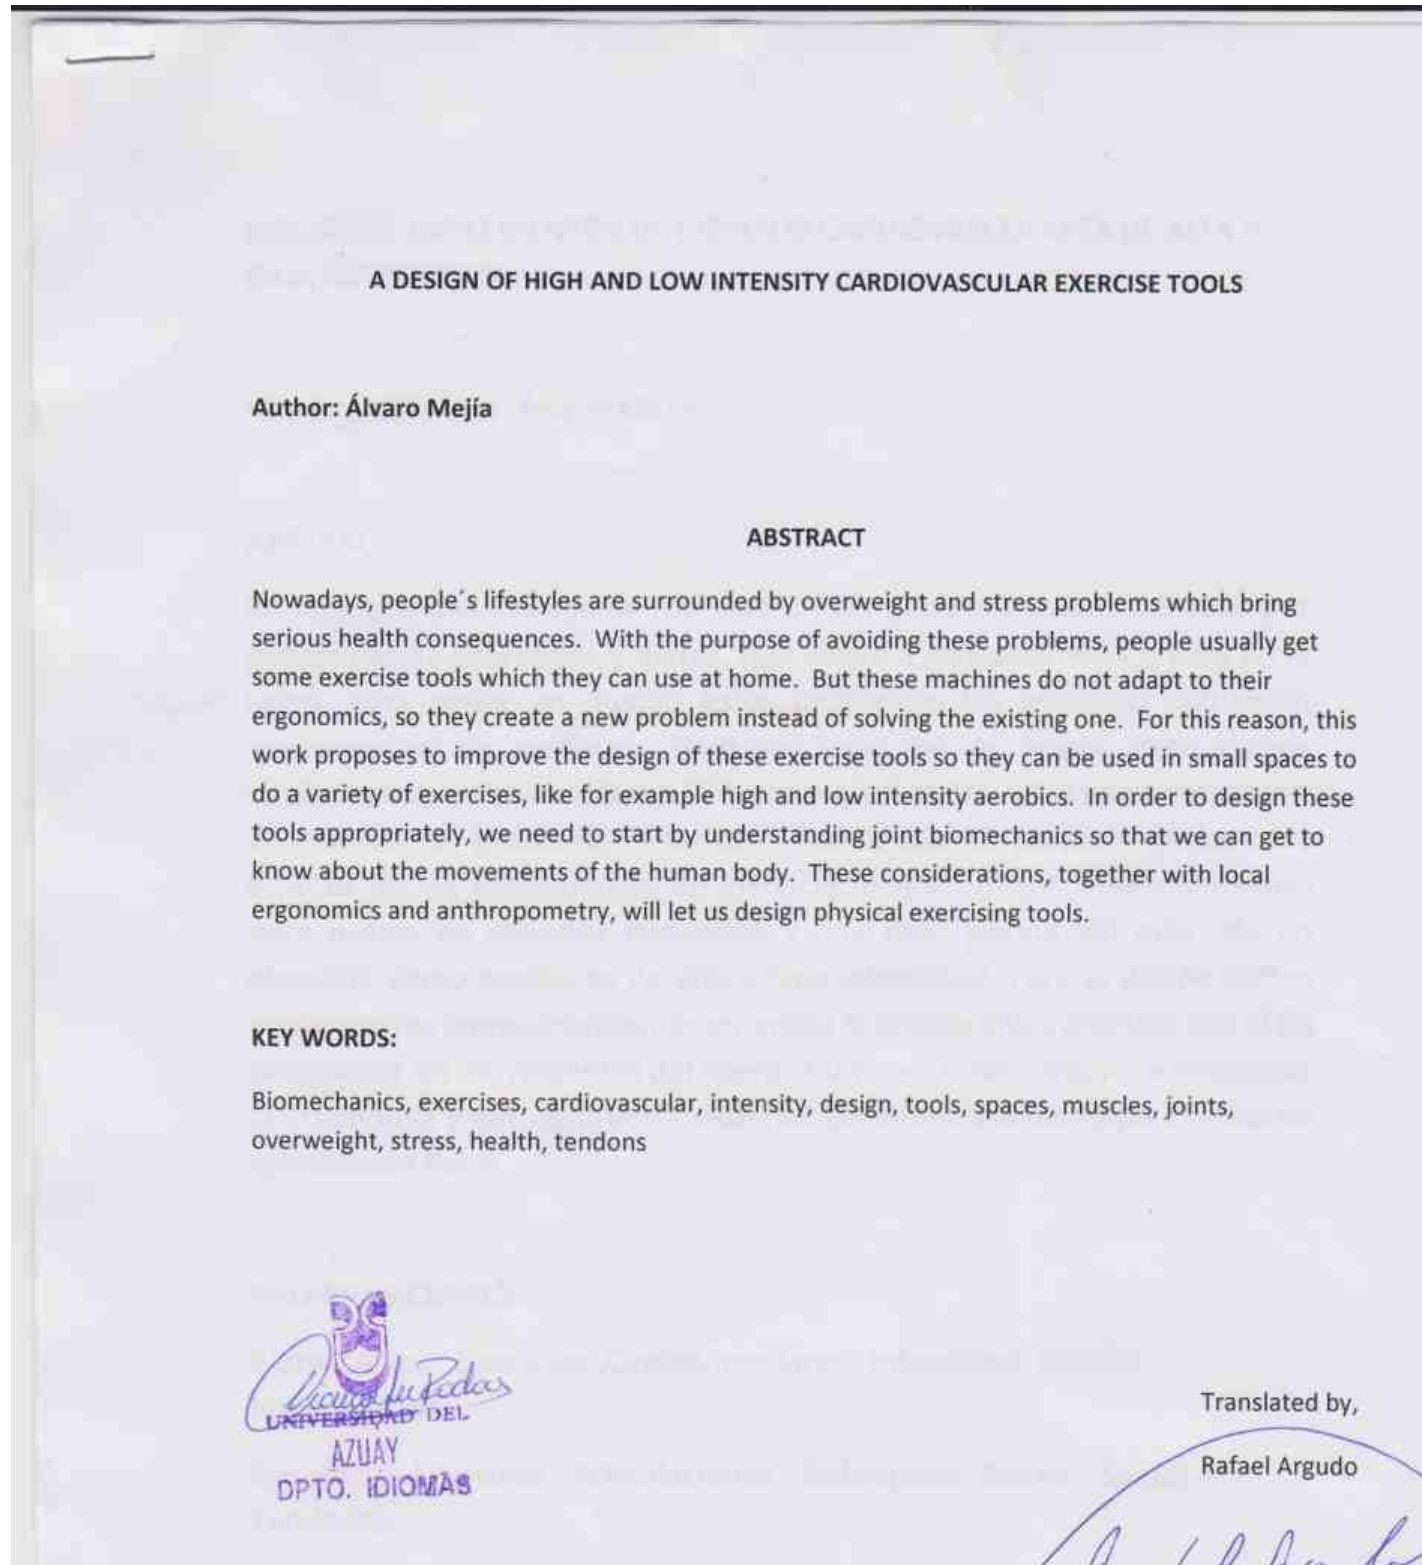 A DESIGN OF HIGH AND LOW INTENSITY CARDIOVASCULAR EXERCISE TOOLS
Author: Álvaro Mejía
ABSTRACT
Nowadays, people´s lifestyles are surrounded by overweight and stress problems which bring
serious health consequences. With the purpose of avoiding these problems, people usually get
some exercise tools which they can use at home. But these machines do not adapt to their
ergonomics, so they create a new problem instead of solving the existing one. For this reason, this
work proposes to improve the design of these exercise tools so they can be used in small spaces to
do a variety of exercises, like for example high and low intensity aerobics. In order to design these
tools appropriately, we need to start by understanding joint biomechanics so that we can get to
know about the movements of the human body. These considerations, together with local
ergonomics and anthropometry, will let us design physical exercising tools.
KEY WORDS:
Biomechanics, exercises, cardiovascular, intensity, design, tools, spaces, muscles, joints,
overweight, stress, health, tendons
UNIVERSIDAD DEL
AZUAY
DPTO. IDIOMAS
Translated by,
Rafael Argudo